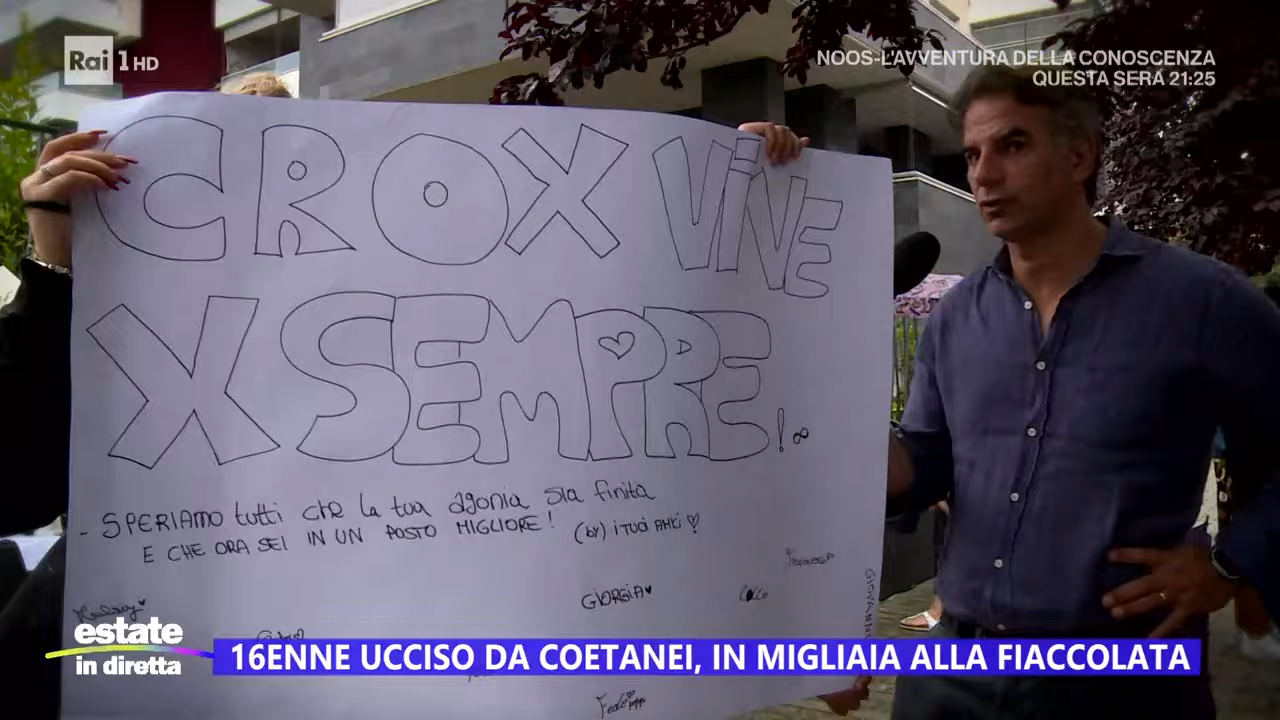 Rai 1 HD
NOOS-L'AVVENTURA DELLA CONOSCENZA
QUESTA SERA 21:25
CROX VIVE
X SEMPRE! ∞
- SPERIAMO tutti che la tua agonia sia finita
E CHE ORA SEI IN UN POSTO MIGLIORE! (by) i TUOI AMICI ♡
Francesco
GIORGIA♥
GIOVANNI
estate
in diretta
16ENNE UCCISO DA COETANEI, IN MIGLIAIA ALLA FIACCOLATA